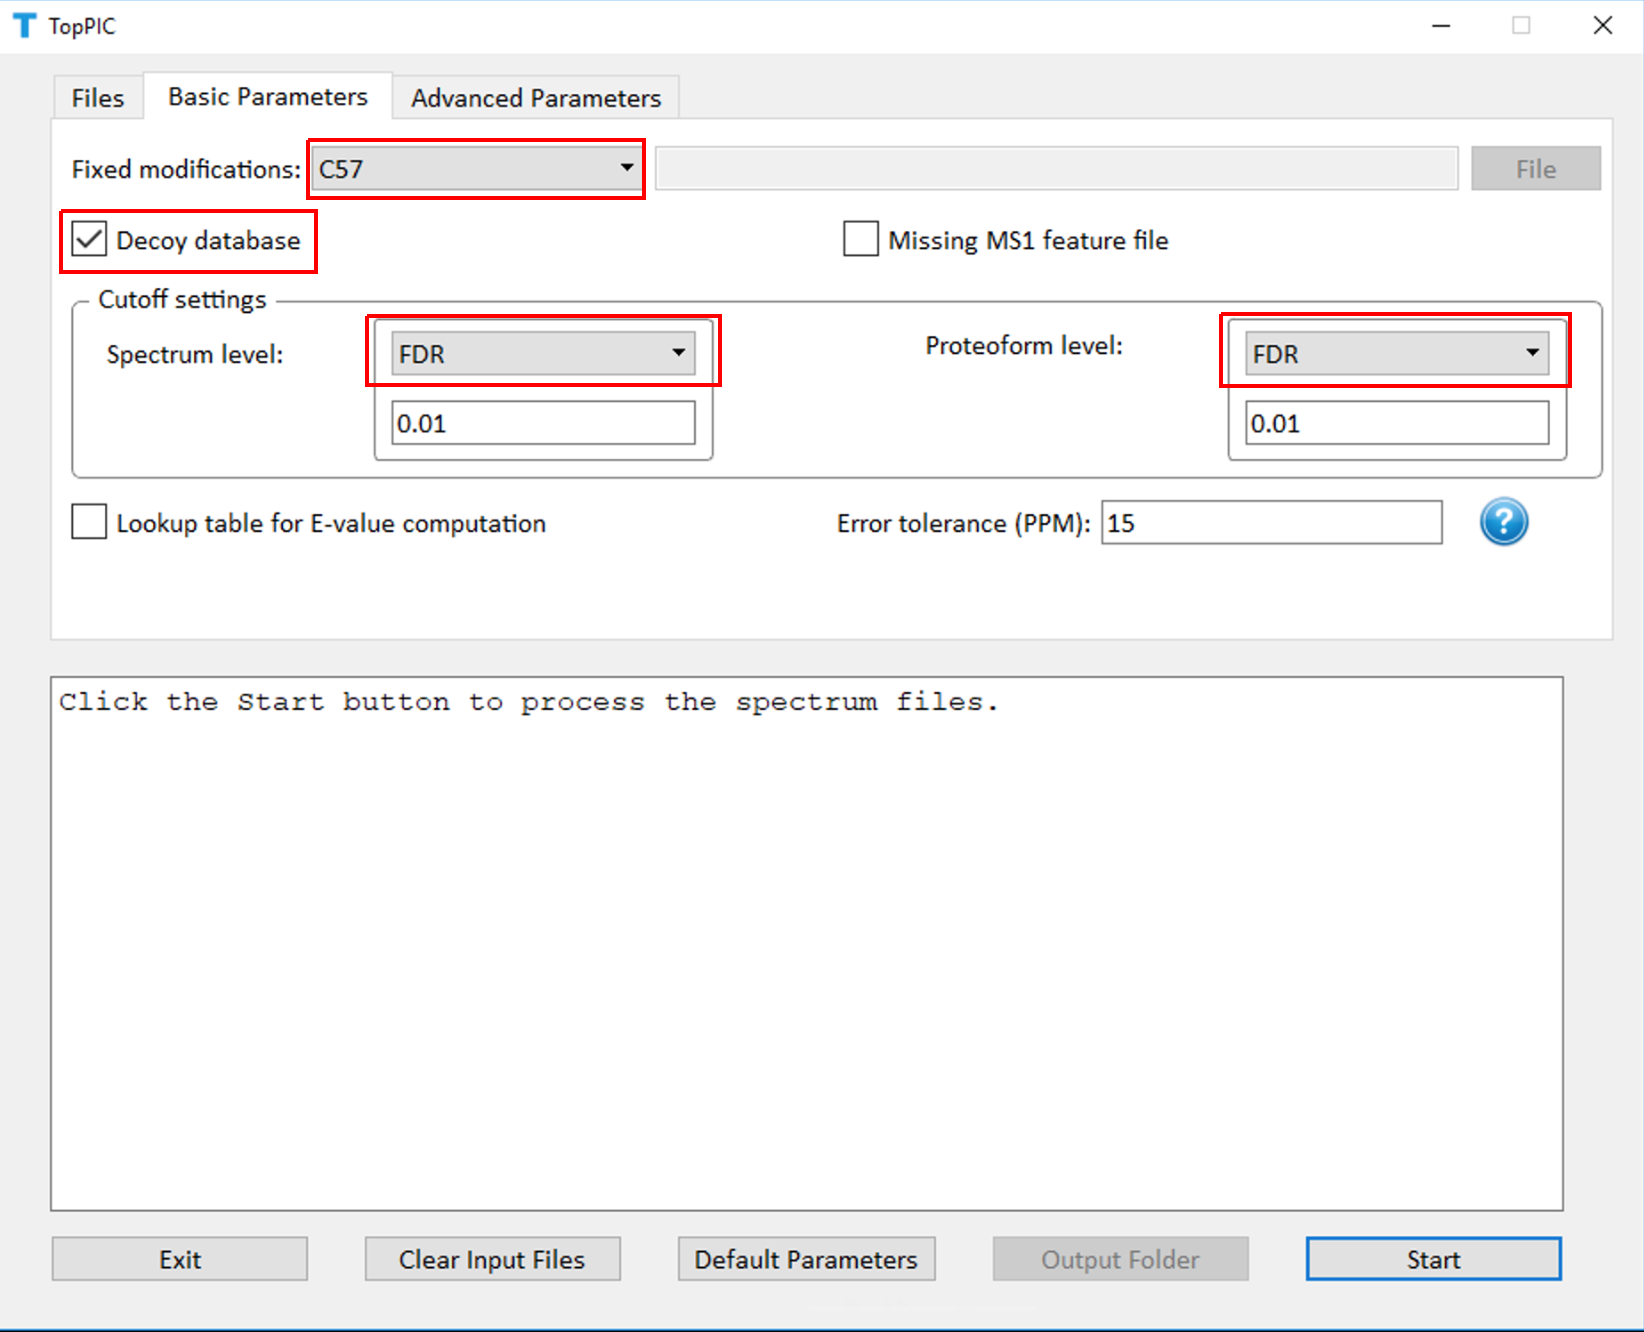 TopPIC
Files Basic Parameters Advanced Parameters
Fixed modifications: C57 File
Decoy database Missing MS1 feature file
Cutoff settings
Spectrum level: FDR Proteoform level: FDR
0.01 0.01
Lookup table for E-value computation Error tolerance (PPM): 15 ?
Click the Start button to process the spectrum files.
Exit Clear Input Files Default Parameters Output Folder Start